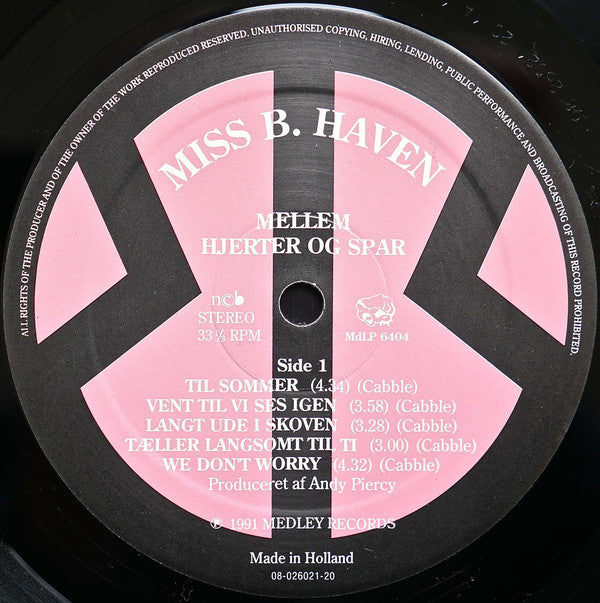 ALL RIGHTS OF THE PRODUCER AND OF THE OWNER OF THE WORK REPRODUCED RESERVED. UNAUTHORISED COPYING, HIRING, LENDING, PUBLIC PERFORMANCE AND BROADCASTING OF THIS RECORD PROHIBITED.
MISS B. HAVEN
MELLEM
HJERTER OG SPAR
ncb
STEREO
33⅓ RPM
MdLP 6404
Side 1
TIL SOMMER (4.34) (Cabble)
VENT TIL VI SES IGEN (3.58) (Cabble)
LANGT UDE I SKOVEN (3.28) (Cabble)
TÆLLER LANGSOMT TIL TI (3.00) (Cabble)
WE DON'T WORRY (4.32) (Cabble)
Produceret af Andy Piercy
℗ 1991 MEDLEY RECORDS
Made in Holland
08-026021-20